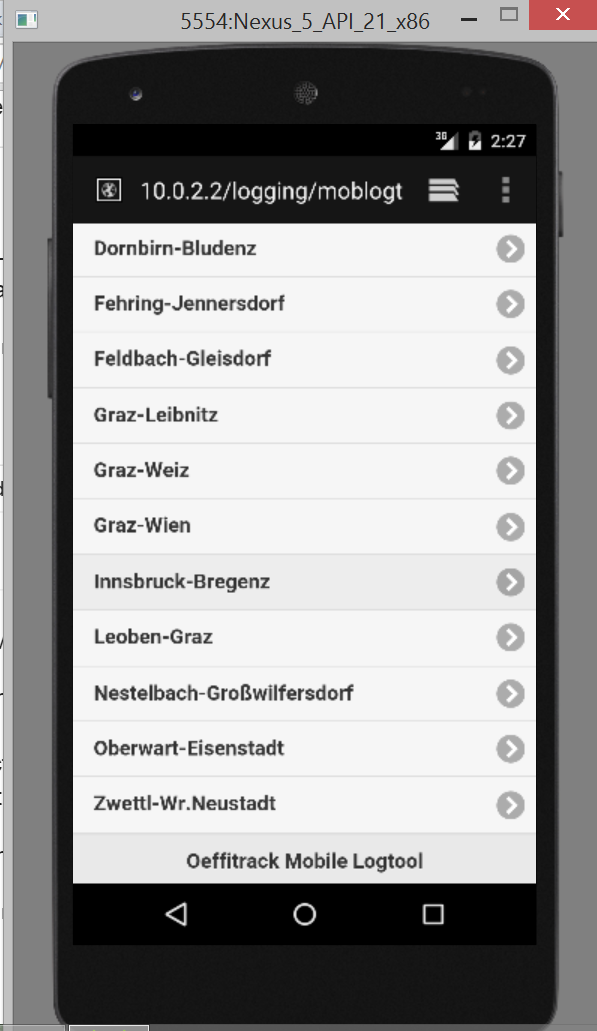 5554:Nexus_5_API_21_x86
3G 2:27
10.0.2.2/logging/moblogt
Dornbirn-Bludenz
Fehring-Jennersdorf
Feldbach-Gleisdorf
Graz-Leibnitz
Graz-Weiz
Graz-Wien
Innsbruck-Bregenz
Leoben-Graz
Nestelbach-Großwilfersdorf
Oberwart-Eisenstadt
Zwettl-Wr.Neustadt
Oeffitrack Mobile Logtool